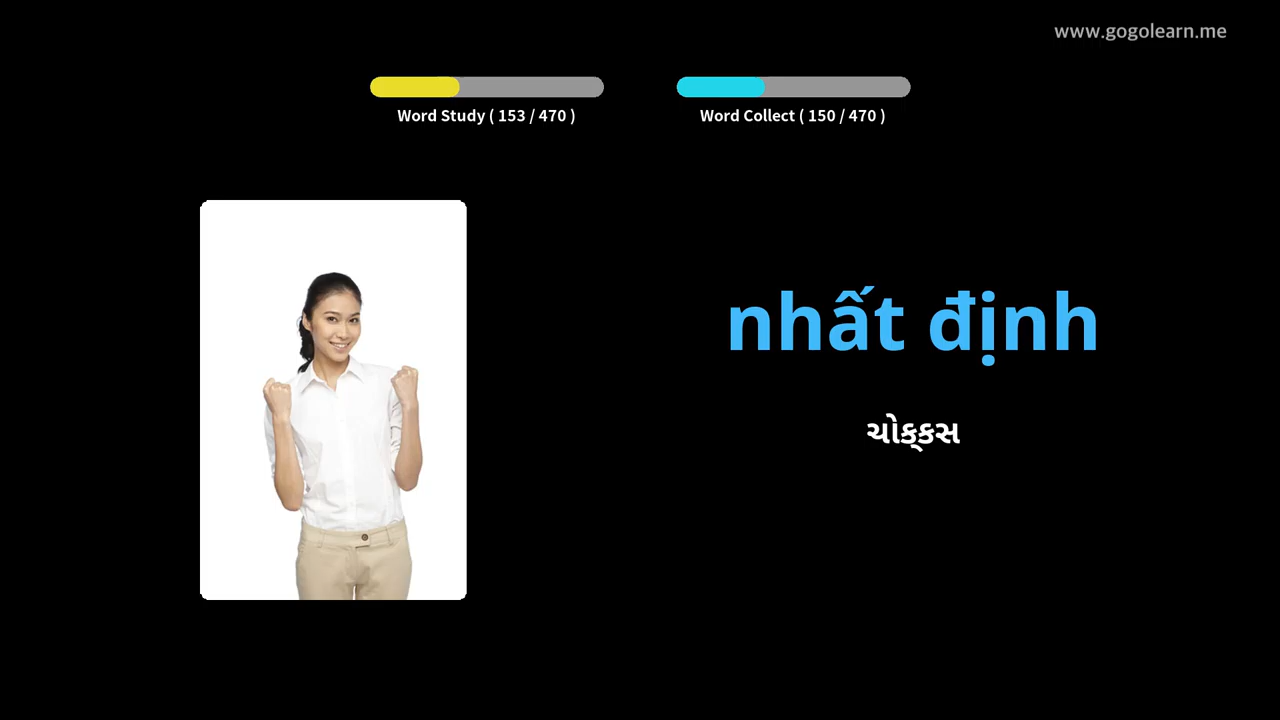 www.gogolearn.me
Word Study ( 153 / 470 )
Word Collect ( 150 / 470 )
nhất định
ચોક્કસ